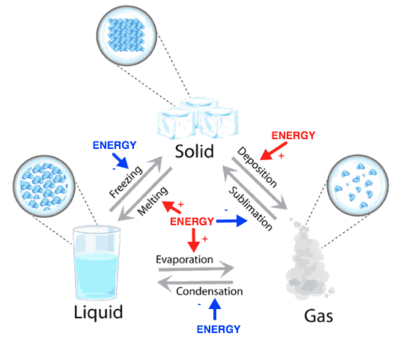 ENERGY
+
ENERGY
-
Solid
Freezing
Melting
Deposition
Sublimation
+
ENERGY
-
+
Evaporation
Condensation
-
ENERGY
Liquid
Gas